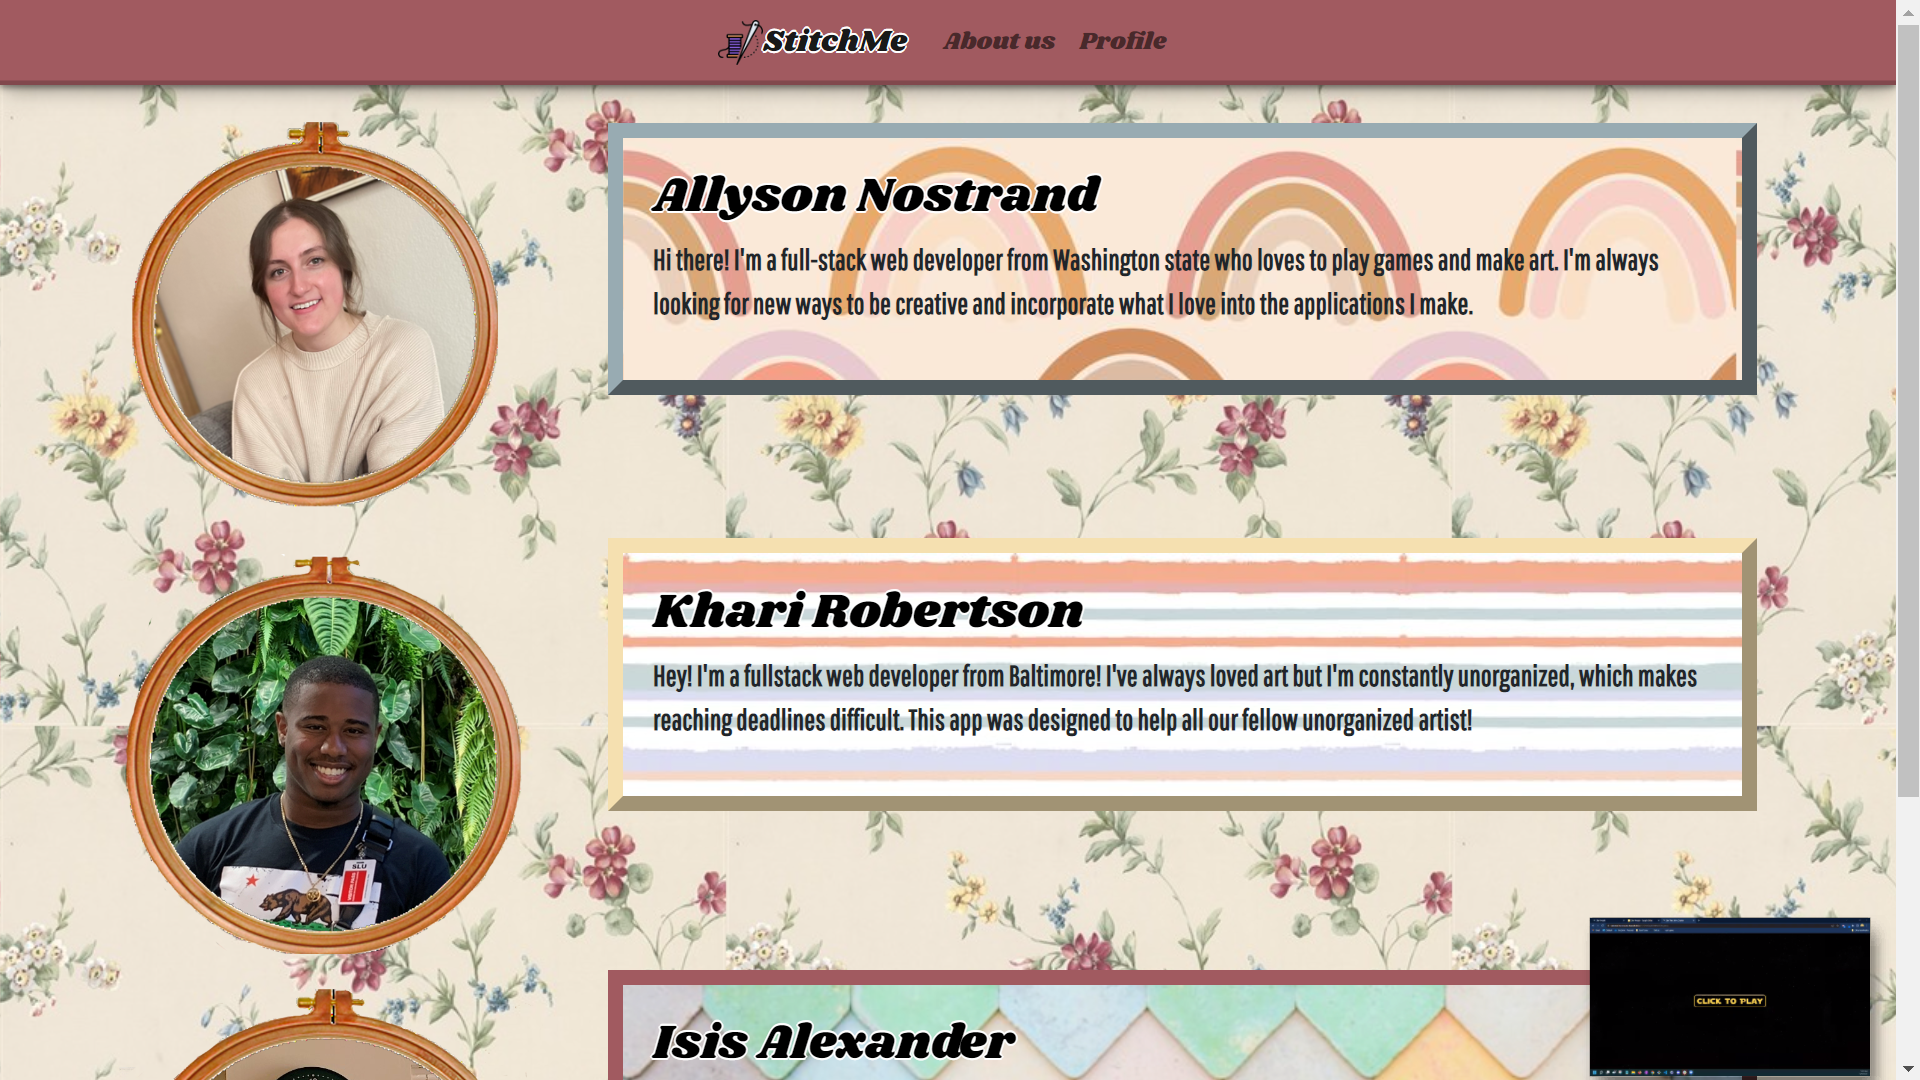 StitchMe About us Profile
Allyson Nostrand
Hi there! I'm a full-stack web developer from Washington state who loves to play games and make art. I'm always
looking for new ways to be creative and incorporate what I love into the applications I make.
Khari Robertson
Hey! I'm a fullstack web developer from Baltimore! I've always loved art but I'm constantly unorganized, which makes
reaching deadlines difficult. This app was designed to help all our fellow unorganized artist!
SLU
CLICK TO PLAY
Isis Alexander